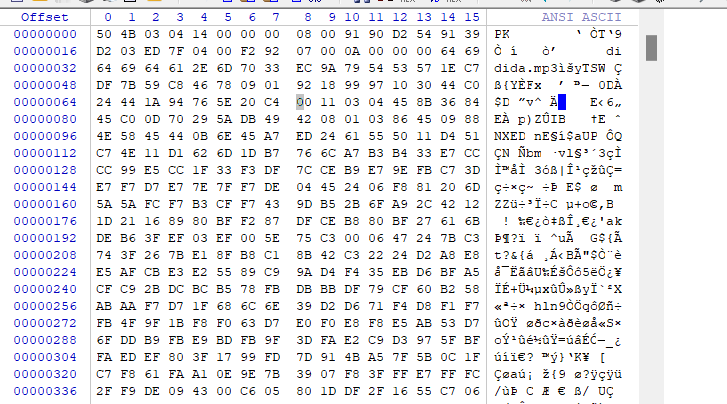 Offset 0 1 2 3 4 5 6 7 8 9 10 11 12 13 14 15 ANSI ASCII
00000000 50 4B 03 04 14 00 00 00 08 00 91 90 D2 54 91 39 PK ‘ ÒT‘9
00000016 D2 03 ED 7F 04 00 F2 92 07 00 0A 00 00 00 64 69 Ò í ò’ di
00000032 64 69 64 61 2E 6D 70 33 EC 9A 79 54 53 57 1E C7 dida.mp3ìšyTSW Ç
00000048 DF 7B 59 C8 46 78 09 01 92 18 99 97 10 30 44 C0 ß{YÈFx ’ ™— 0DÀ
00000064 24 44 1A 94 76 5E 20 C4 00 11 03 04 45 8B 36 84 $D ”v^ Ä E‹6„
00000080 45 C0 0D 70 29 5A DB 49 42 08 01 03 86 45 09 88 EÀ p)ZÛIB †E ˆ
00000096 4E 58 45 44 0B 6E 45 A7 ED 24 61 55 50 11 D4 51 NXED nE§í$aUP ÔQ
00000112 C7 4E 11 D1 62 6D 1D B7 76 6C A7 B3 B4 33 E7 CC ÇN Ñbm ·vl§³´3çÌ
00000128 CC 99 E5 CC 1F 33 F3 DF 7C CE B9 E7 9E FB C7 3D Ì™åÌ 3óß|Î¹çžûÇ=
00000144 E7 F7 D7 E7 7E 7F F7 DE 04 45 24 06 F8 81 20 6D ç÷×ç~ ÷Þ E$ ø m
00000160 5A 5A FC F7 B3 CF F7 43 9D B5 2B 6F A9 2C 42 12 ZZü÷³Ï÷C µ+o©,B
00000176 1D 21 16 89 80 BF F2 87 DF CE B8 80 BF 27 61 6B ! ‰€¿ò‡ßÎ¸€¿'ak
00000192 DE B6 3F EF 03 EF 00 5E 75 C3 00 06 47 24 7B C3 Þ¶?ï ï ^uÃ G${Ã
00000208 74 3F 26 7B E1 8F B8 C1 8B 42 C3 22 24 D2 A8 E8 t?&{á ¸Á‹BÃ"$Ò¨è
00000224 E5 AF CB E3 E2 55 89 C9 9A D4 F4 35 EB D6 BF A5 å¯ËãâU‰ÉšÔô5ëÖ¿¥
00000240 CF C9 2B DC BC B5 78 FB DB BB DF 79 CF 60 B2 58 ÏÉ+Ü¼µxûÛ»ßyÏ`²X
00000256 AB AA F7 D7 1F 68 6C 6E 39 D2 D6 71 F4 D8 F1 F7 «ª÷× hln9ÒÖqôØñ÷
00000272 FB 4F 9F 1B F8 F0 63 D7 E0 F0 E8 F8 E5 AB 53 D7 ûOŸ øðc×àðèøå«S×
00000288 6F DD B9 FB E9 BD FB 9F 3D FA E2 C9 D3 97 5F BF oÝ¹ûé½ûŸ=úâÉÓ—_¿
00000304 FA ED EF 80 3F 17 99 FD 7D 91 4B A5 7F 5B 0C 1F úíï€? ™ý}‘K¥ [
00000320 C7 F8 61 FA A1 0E 9E 7B 39 07 F8 3F FF E7 FF FC Çøaú¡ ž{9 ø?ÿçÿü
00000336 2F F9 DE 09 43 00 C6 05 80 1D DF 2F 16 55 C7 06 /ùÞ C Æ € ß/ UÇ